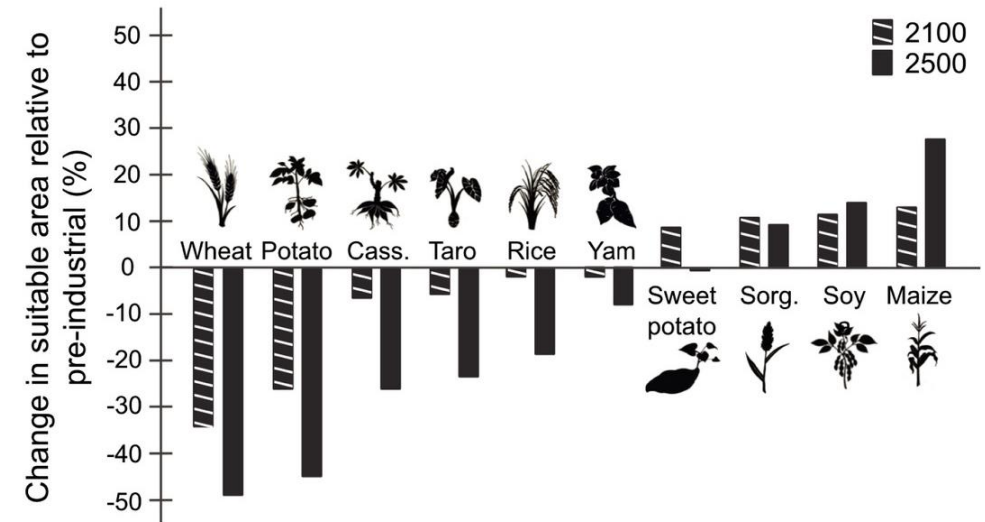 Change in suitable area relative to
pre-industrial (%)
50
40
30
20
10
0
-10
-20
-30
-40
-50
2100
2500
Wheat Potato Cass. Taro Rice Yam
Sweet
potato
Sorg. Soy Maize